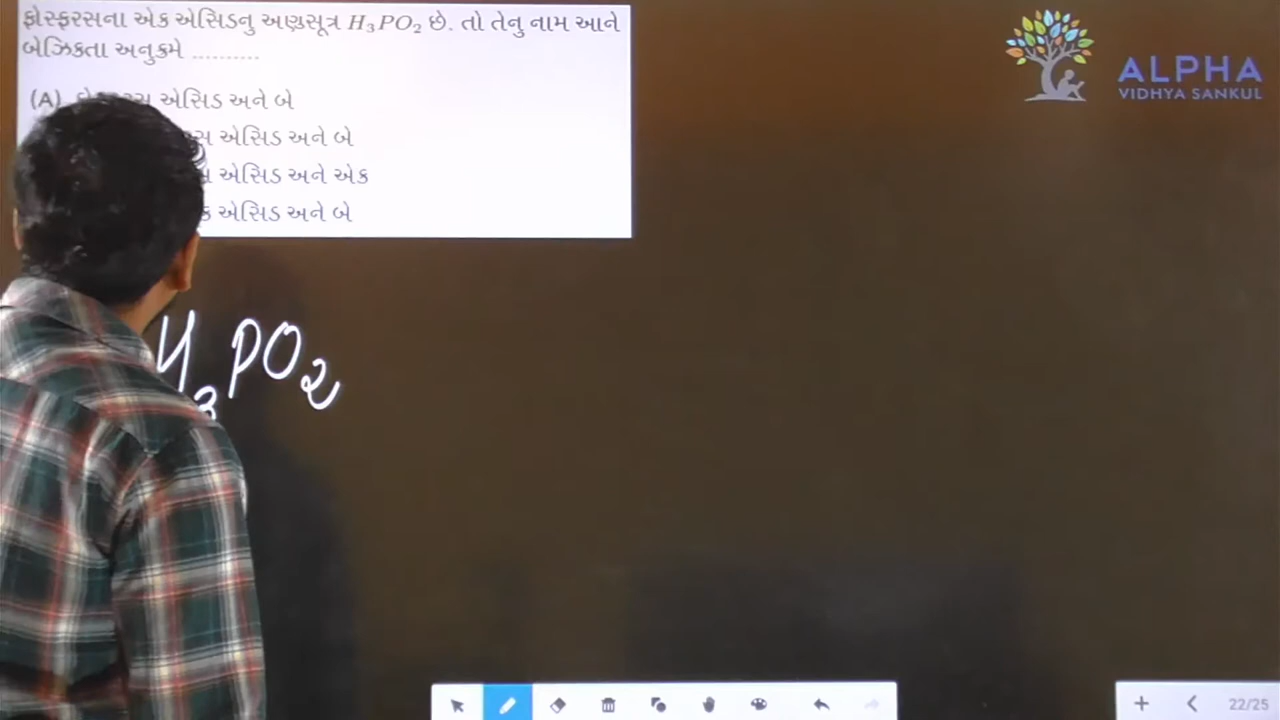 ફોસ્ફરસના એક એસિડનુ અણુસૂત્ર H₃PO₂ છે. તો તેનુ નામ આને
બેઝિકતા અનુક્રમે ..........
(A) એસિડ અને બે
એસિડ અને બે
એસિડ અને એક
એસિડ અને બે
H₃PO₂
ALPHA
VIDHYA SANKUL
22/25